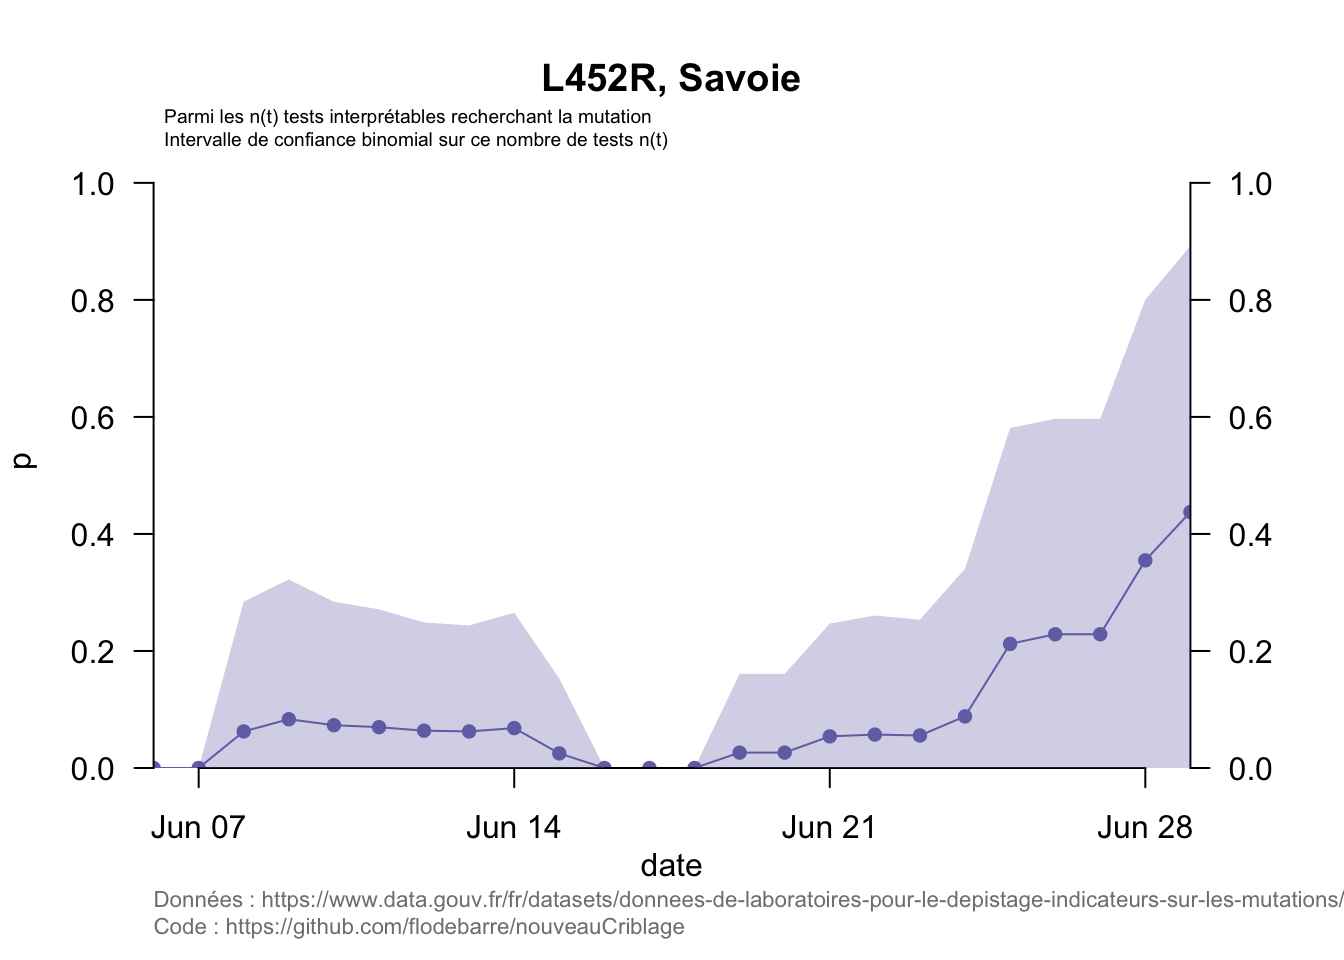 L452R, Savoie
Parmi les n(t) tests interprétables recherchant la mutation
Intervalle de confiance binomial sur ce nombre de tests n(t)
1.0 1.0
0.8 0.8
0.6 0.6
p
0.4 0.4
0.2 0.2
0.0 0.0
Jun 07 Jun 14 Jun 21 Jun 28
date
Données : https://www.data.gouv.fr/fr/datasets/donnees-de-laboratoires-pour-le-depistage-indicateurs-sur-les-mutations/
Code : https://github.com/flodebarre/nouveauCriblage